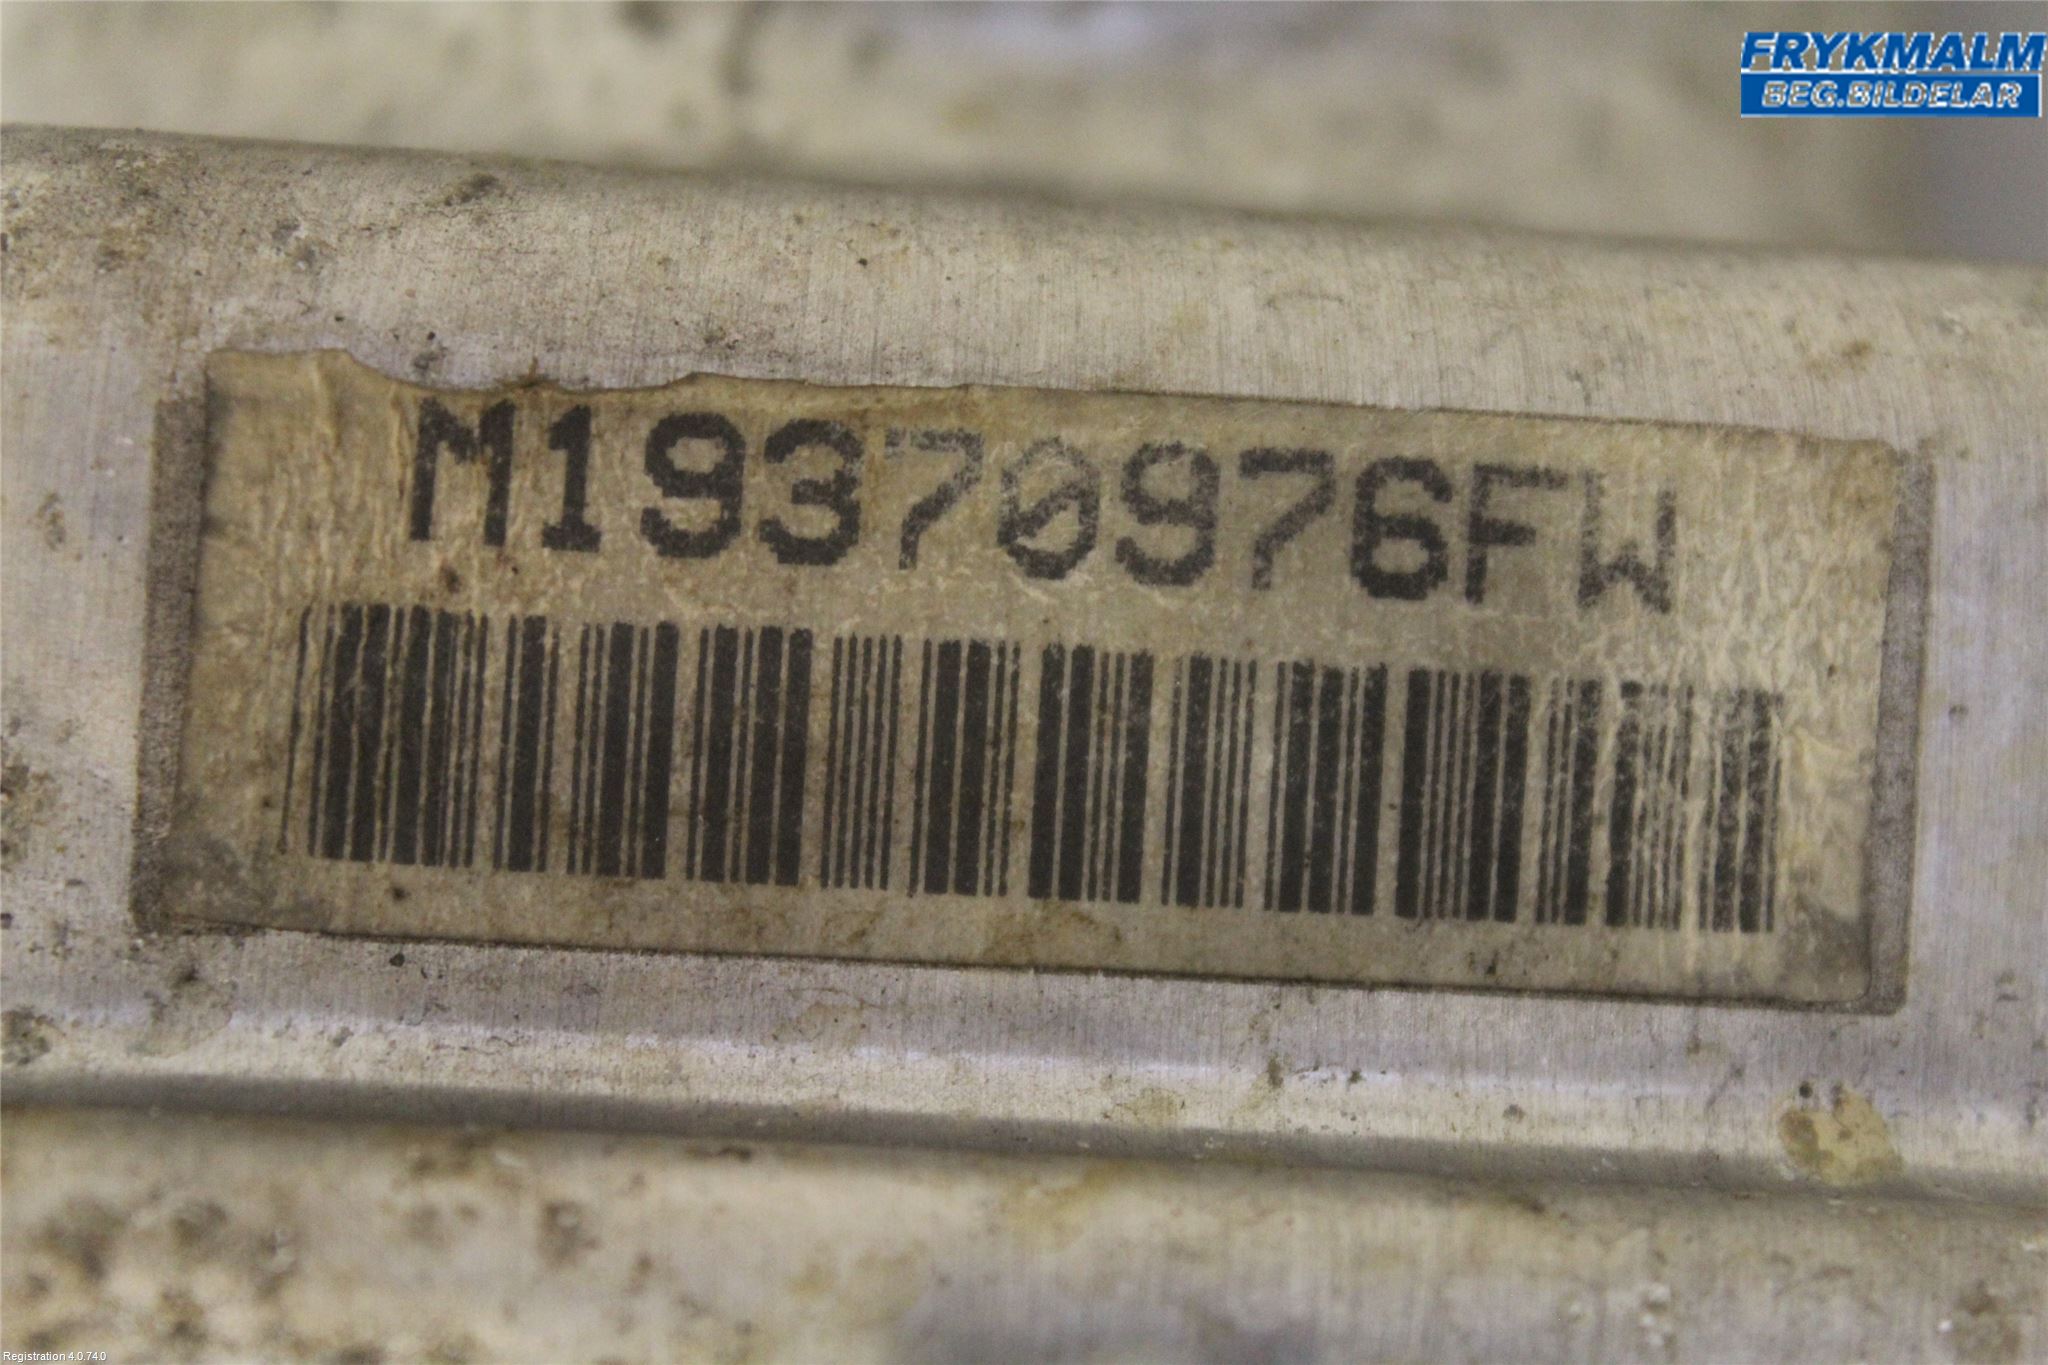 FRYKMALM
BEG.BILDELAR
M19370976FW
Registration 4.0.74.0